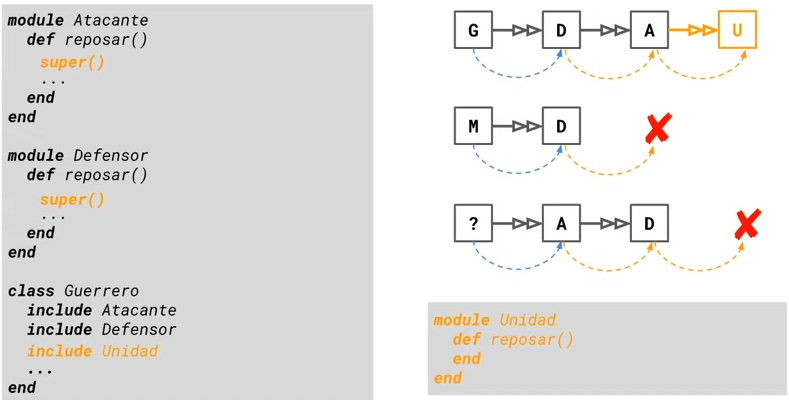 module Atacante
def reposar()
super()
...
end
end
module Defensor
def reposar()
super()
...
end
end
class Guerrero
include Atacante
include Defensor
include Unidad
...
end
G D A U
M D
? A D
module Unidad
def reposar()
end
end